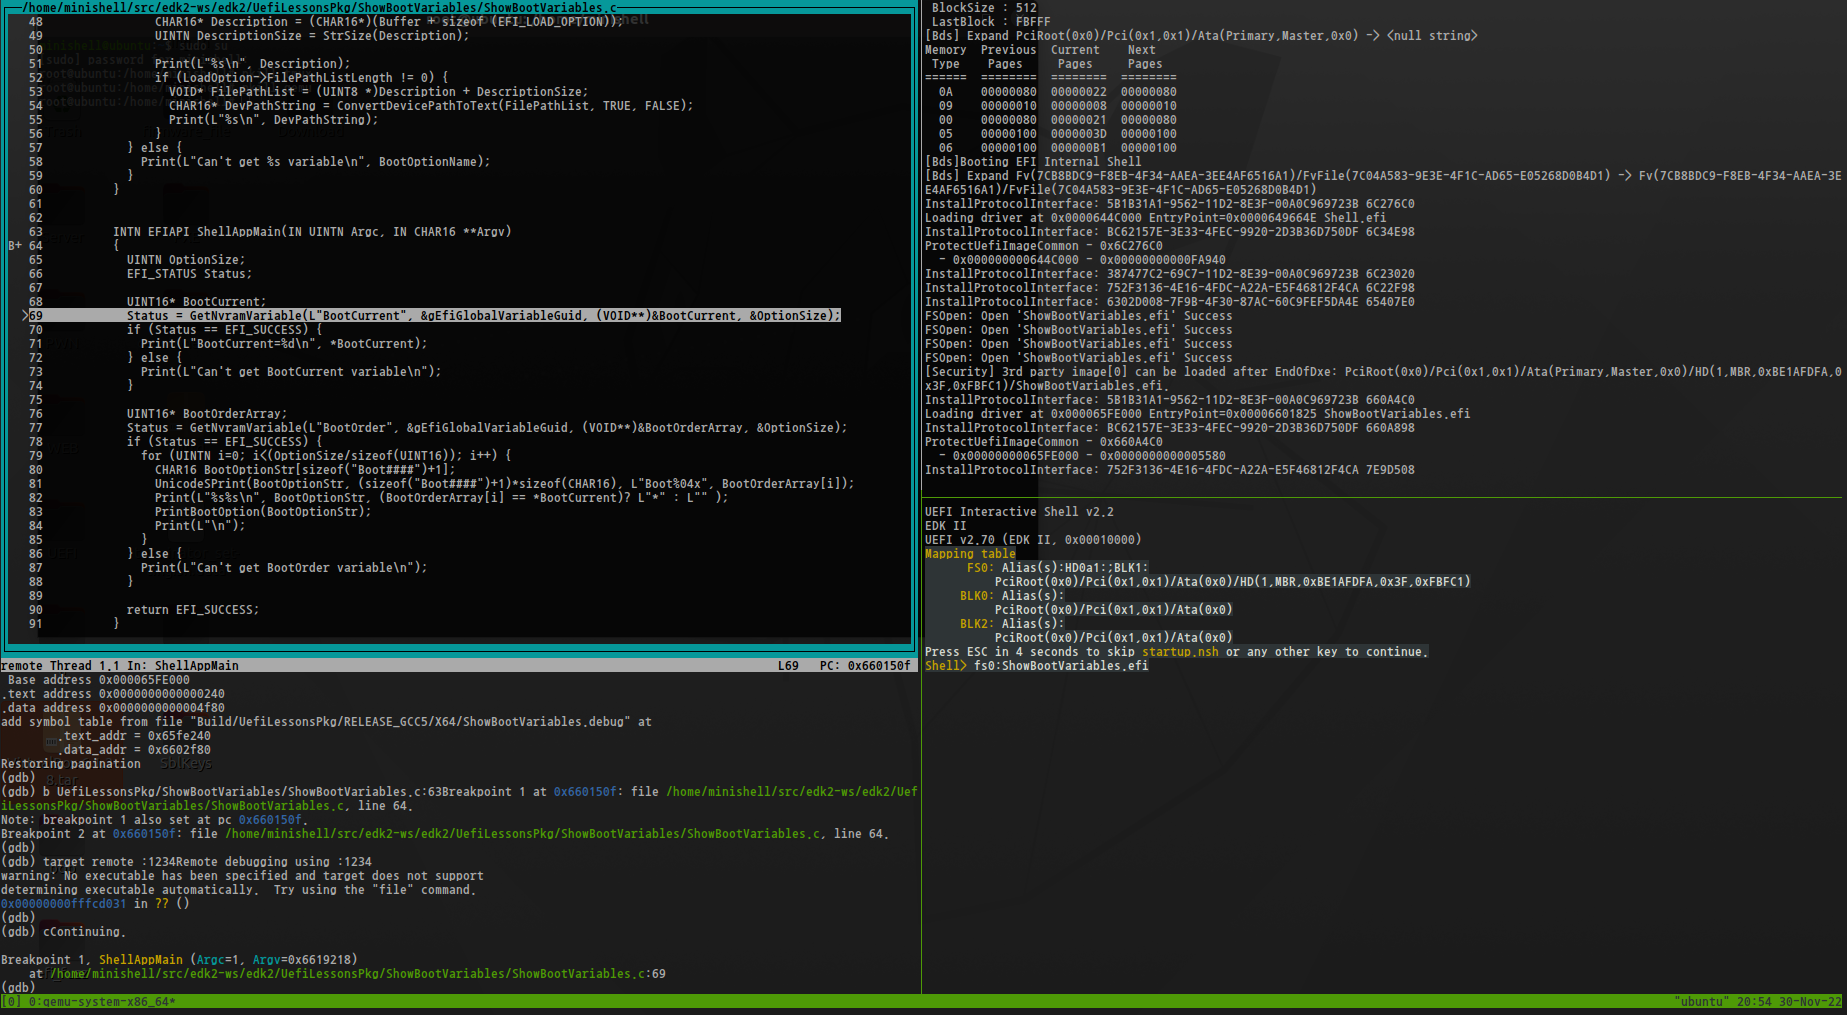 /home/minishell/src/edk2-ws/edk2/UefiLessonsPkg/ShowBootVariables/ShowBootVariables.c
48 CHAR16* Description = (CHAR16*)(Buffer + sizeof (EFI_LOAD_OPTION));
49 UINTN DescriptionSize = StrSize(Description);
50
51 Print(L"%s\n", Description);
52 if (LoadOption->FilePathListLength != 0) {
53 VOID* FilePathList = (UINT8 *)Description + DescriptionSize;
54 CHAR16* DevPathString = ConvertDevicePathToText(FilePathList, TRUE, FALSE);
55 Print(L"%s\n", DevPathString);
56 }
57 } else {
58 Print(L"Can't get %s variable\n", BootOptionName);
59 }
60 }
61
62
63 INTN EFIAPI ShellAppMain(IN UINTN Argc, IN CHAR16 **Argv)
B+ 64 {
65 UINTN OptionSize;
66 EFI_STATUS Status;
67
68 UINT16* BootCurrent;
>69 Status = GetNvramVariable(L"BootCurrent", &gEfiGlobalVariableGuid, (VOID**)&BootCurrent, &OptionSize);
70 if (Status == EFI_SUCCESS) {
71 Print(L"BootCurrent=%d\n", *BootCurrent);
72 } else {
73 Print(L"Can't get BootCurrent variable\n");
74 }
75
76 UINT16* BootOrderArray;
77 Status = GetNvramVariable(L"BootOrder", &gEfiGlobalVariableGuid, (VOID**)&BootOrderArray, &OptionSize);
78 if (Status == EFI_SUCCESS) {
79 for (UINTN i=0; i<(OptionSize/sizeof(UINT16)); i++) {
80 CHAR16 BootOptionStr[sizeof("Boot####")+1];
81 UnicodeSPrint(BootOptionStr, (sizeof("Boot####")+1)*sizeof(CHAR16), L"Boot%04x", BootOrderArray[i]);
82 Print(L"%s%s\n", BootOptionStr, (BootOrderArray[i] == *BootCurrent)? L"*" : L"" );
83 PrintBootOption(BootOptionStr);
84 Print(L"\n");
85 }
86 } else {
87 Print(L"Can't get BootOrder variable\n");
88 }
89
90 return EFI_SUCCESS;
91 }
remote Thread 1.1 In: ShellAppMain L69 PC: 0x660150f
Base address 0x000065FE000
.text address 0x0000000000000240
.data address 0x0000000000004f80
add symbol table from file "Build/UefiLessonsPkg/RELEASE_GCC5/X64/ShowBootVariables.debug" at
.text_addr = 0x65fe240
.data_addr = 0x6602f80
Restoring pagination
(gdb)
(gdb) b UefiLessonsPkg/ShowBootVariables/ShowBootVariables.c:63Breakpoint 1 at 0x660150f: file /home/minishell/src/edk2-ws/edk2/Uef
iLessonsPkg/ShowBootVariables/ShowBootVariables.c, line 64.
Note: breakpoint 1 also set at pc 0x660150f.
Breakpoint 2 at 0x660150f: file /home/minishell/src/edk2-ws/edk2/UefiLessonsPkg/ShowBootVariables/ShowBootVariables.c, line 64.
(gdb)
(gdb) target remote :1234Remote debugging using :1234
warning: No executable has been specified and target does not support
determining executable automatically.  Try using the "file" command.
0x00000000fffcd031 in ?? ()
(gdb)
(gdb) cContinuing.
Breakpoint 1, ShellAppMain (Argc=1, Argv=0x6619218)
at /home/minishell/src/edk2-ws/edk2/UefiLessonsPkg/ShowBootVariables/ShowBootVariables.c:69
(gdb)
BlockSize : 512
LastBlock : FBFFF
[Bds] Expand PciRoot(0x0)/Pci(0x1,0x1)/Ata(Primary,Master,0x0) -> <null string>
Memory Previous Current Next
Type Pages Pages Pages
====== ======== ======== ========
0A 00000080 00000022 00000080
09 00000010 00000008 00000010
00 00000080 00000021 00000080
05 00000100 0000003D 00000100
06 00000100 000000B1 00000100
[Bds]Booting EFI Internal Shell
[Bds] Expand Fv(7CB8BDC9-F8EB-4F34-AAEA-3EE4AF6516A1)/FvFile(7C04A583-9E3E-4F1C-AD65-E05268D0B4D1) -> Fv(7CB8BDC9-F8EB-4F34-AAEA-3E
E4AF6516A1)/FvFile(7C04A583-9E3E-4F1C-AD65-E05268D0B4D1)
InstallProtocolInterface: 5B1B31A1-9562-11D2-8E3F-00A0C969723B 6C276C0
Loading driver at 0x0000644C000 EntryPoint=0x0000649664E Shell.efi
InstallProtocolInterface: BC62157E-3E33-4FEC-9920-2D3B36D750DF 6C34E98
ProtectUefiImageCommon - 0x6C276C0
- 0x000000000644C000 - 0x00000000000FA940
InstallProtocolInterface: 387477C2-69C7-11D2-8E39-00A0C969723B 6C23020
InstallProtocolInterface: 752F3136-4E16-4FDC-A22A-E5F46812F4CA 6C22F98
InstallProtocolInterface: 6302D008-7F9B-4F30-87AC-60C9FEF5DA4E 65407E0
FSOpen: Open 'ShowBootVariables.efi' Success
FSOpen: Open 'ShowBootVariables.efi' Success
FSOpen: Open 'ShowBootVariables.efi' Success
FSOpen: Open 'ShowBootVariables.efi' Success
[Security] 3rd party image[0] can be loaded after EndOfDxe: PciRoot(0x0)/Pci(0x1,0x1)/Ata(Primary,Master,0x0)/HD(1,MBR,0xBE1AFDFA,0
x3F,0xFBFC1)/ShowBootVariables.efi.
InstallProtocolInterface: 5B1B31A1-9562-11D2-8E3F-00A0C969723B 660A4C0
Loading driver at 0x000065FE000 EntryPoint=0x00006601825 ShowBootVariables.efi
InstallProtocolInterface: BC62157E-3E33-4FEC-9920-2D3B36D750DF 660A898
ProtectUefiImageCommon - 0x660A4C0
- 0x00000000065FE000 - 0x0000000000005580
InstallProtocolInterface: 752F3136-4E16-4FDC-A22A-E5F46812F4CA 7E9D508
UEFI Interactive Shell v2.2
EDK II
UEFI v2.70 (EDK II, 0x00010000)
Mapping table
FS0: Alias(s):HD0a1:;BLK1:
PciRoot(0x0)/Pci(0x1,0x1)/Ata(0x0)/HD(1,MBR,0xBE1AFDFA,0x3F,0xFBFC1)
BLK0: Alias(s):
PciRoot(0x0)/Pci(0x1,0x1)/Ata(0x0)
BLK2: Alias(s):
PciRoot(0x0)/Pci(0x1,0x1)/Ata(0x0)
Press ESC in 4 seconds to skip startup.nsh or any other key to continue.
Shell> fs0:ShowBootVariables.efi
[0] 0:qemu-system-x86_64* "ubuntu" 20:54 30-Nov-22